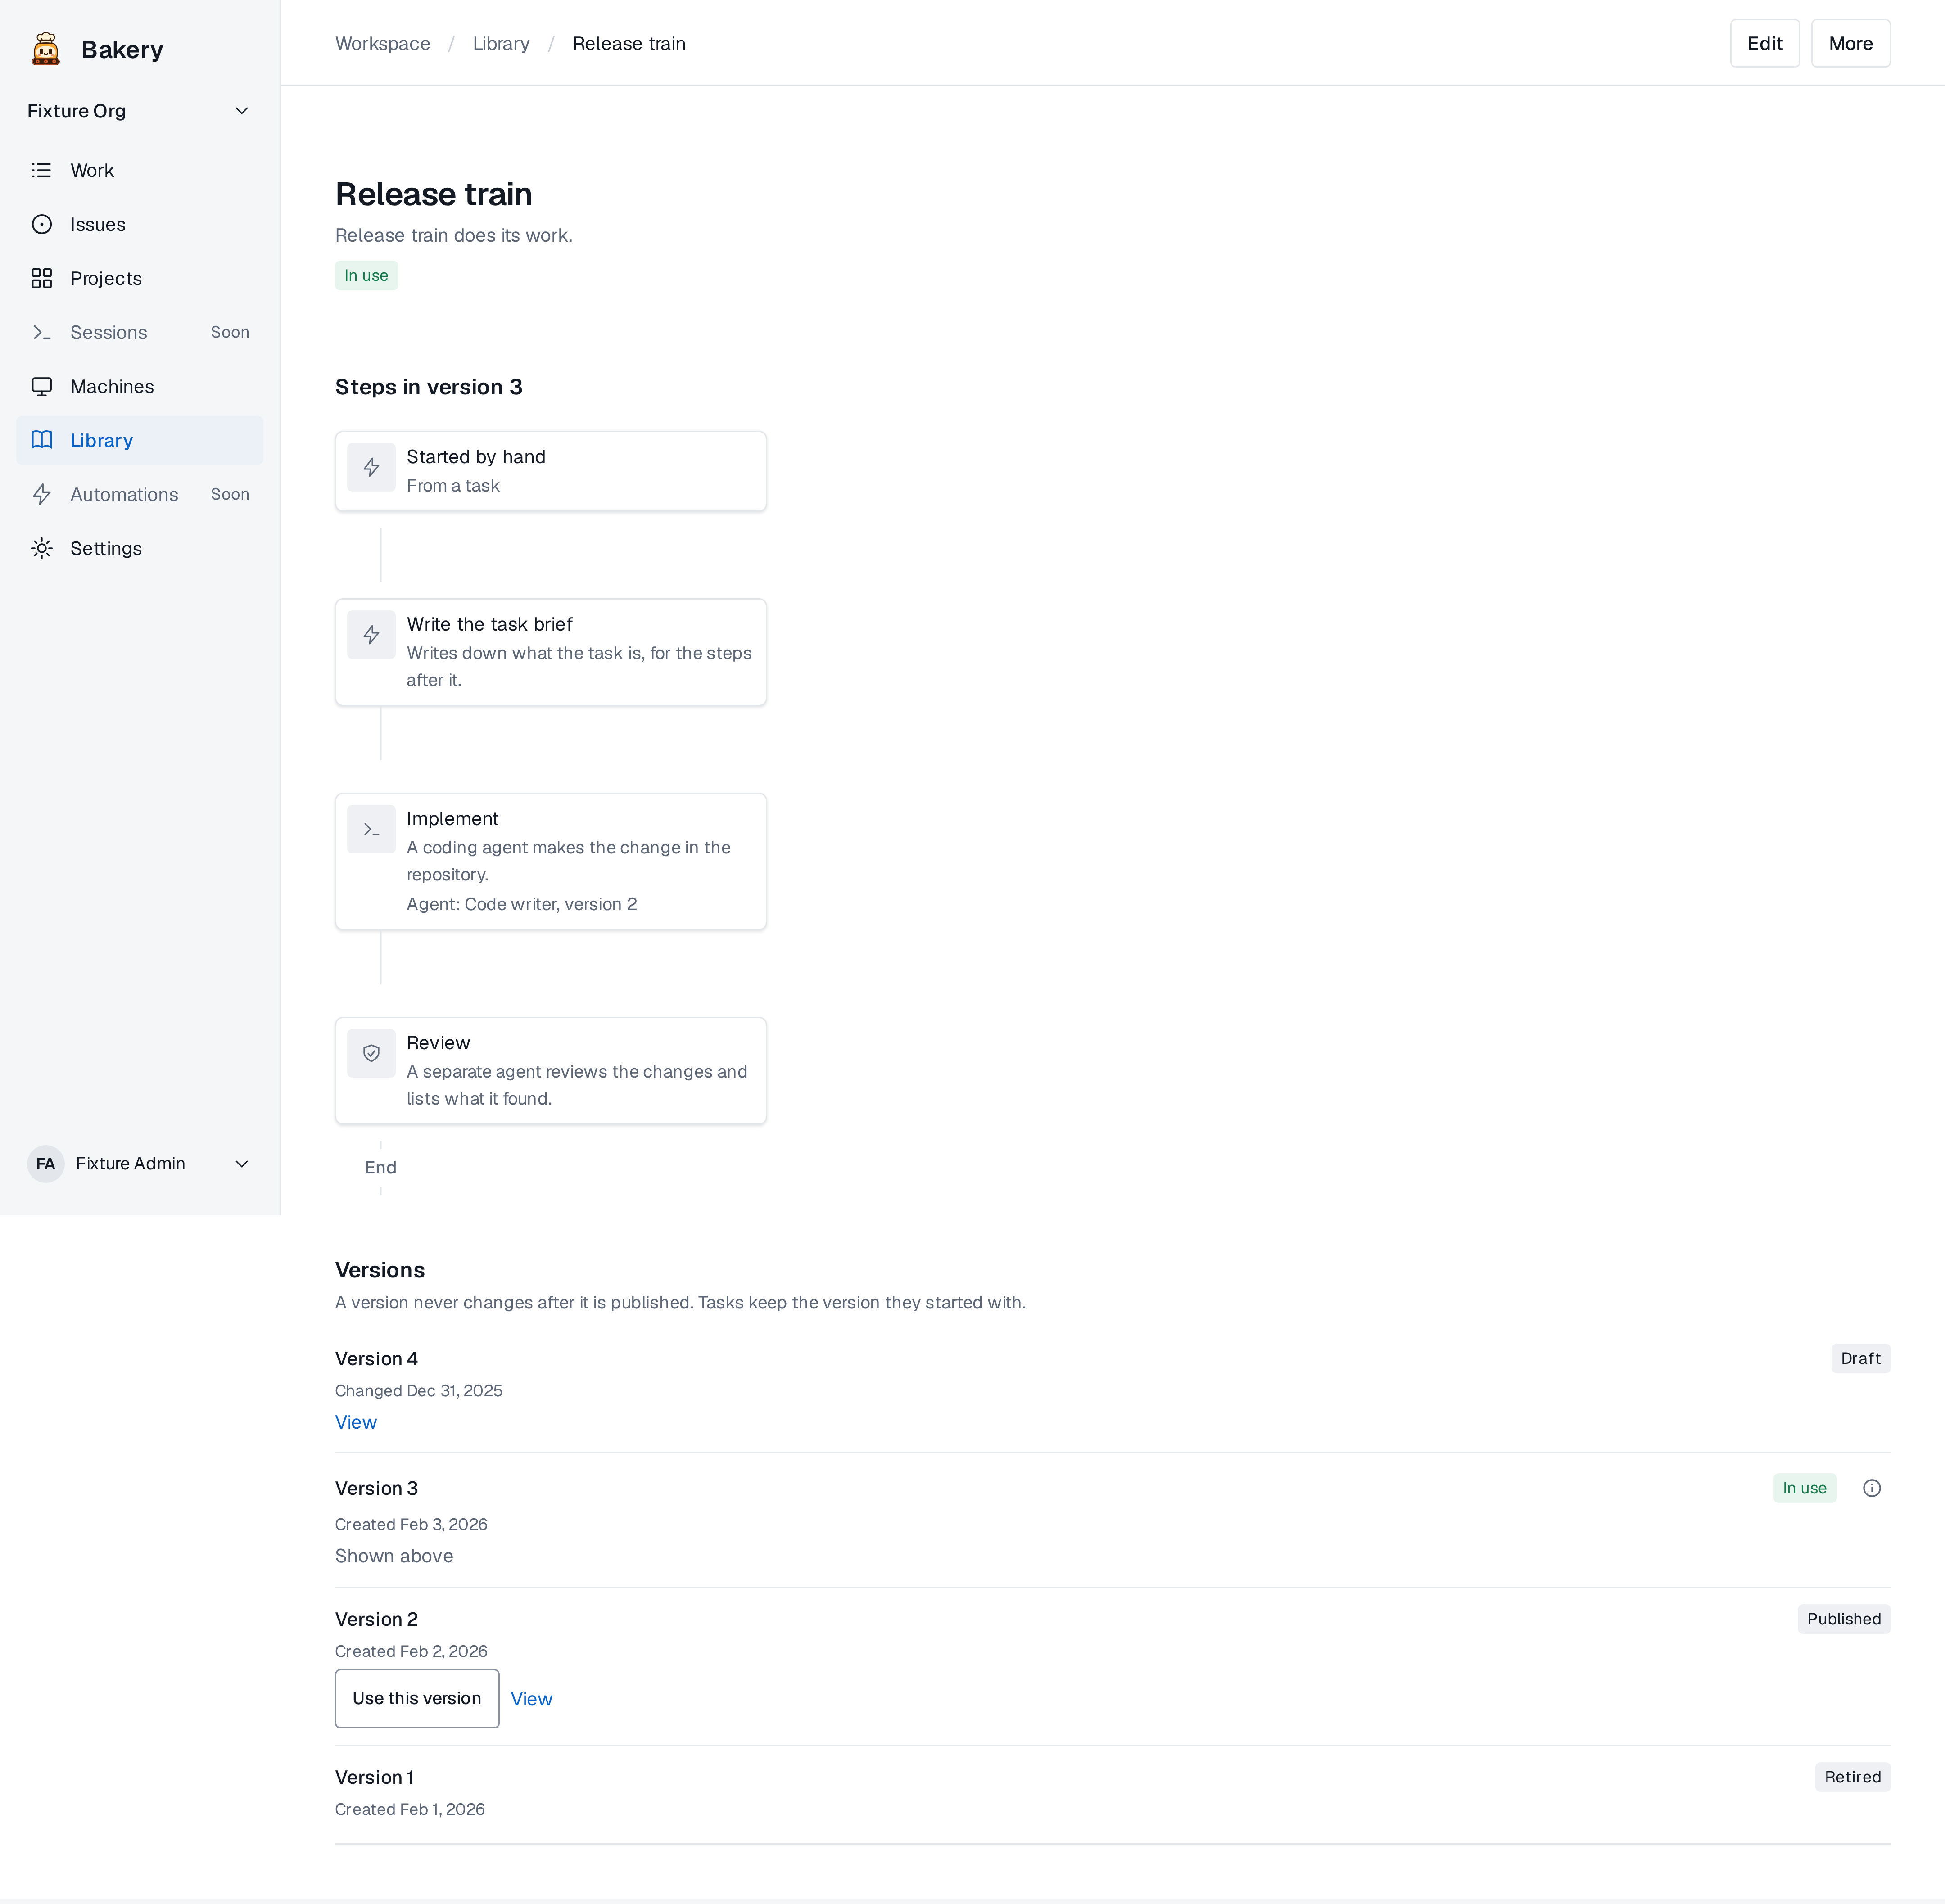 Bakery
Fixture Org
Work
Issues
Projects
Sessions Soon
Machines
Library
Automations Soon
Settings
FA Fixture Admin
Workspace / Library / Release train
Edit More
Release train
Release train does its work.
In use
Steps in version 3
Started by hand
From a task
Write the task brief
Writes down what the task is, for the steps
after it.
Implement
A coding agent makes the change in the
repository.
Agent: Code writer, version 2
Review
A separate agent reviews the changes and
lists what it found.
End
Versions
A version never changes after it is published. Tasks keep the version they started with.
Version 4 Draft
Changed Dec 31, 2025
View
Version 3 In use
Created Feb 3, 2026
Shown above
Version 2 Published
Created Feb 2, 2026
Use this version View
Version 1 Retired
Created Feb 1, 2026